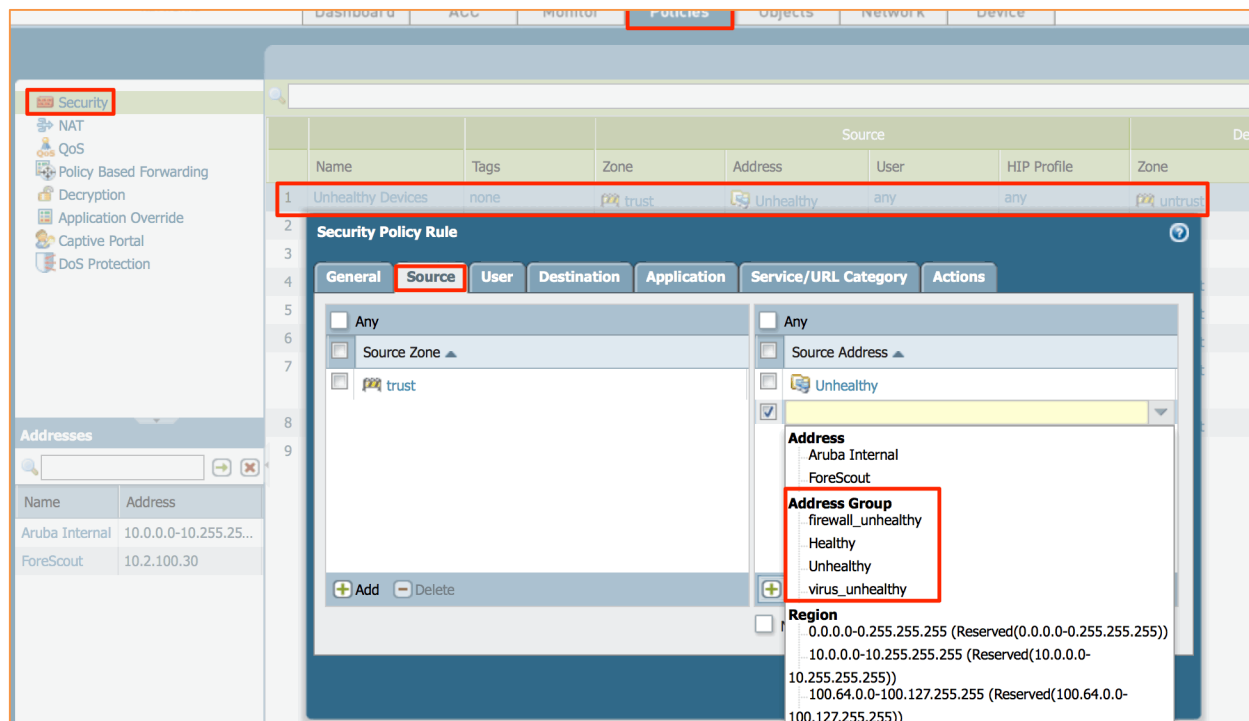 Dashboard ACC Monitor Policies Objects Network Device
Security
NAT
QoS
Policy Based Forwarding
Decryption
Application Override
Captive Portal
DoS Protection
Source
De
Name Tags Zone Address User HIP Profile Zone
1 Unhealthy Devices none trust Unhealthy any any untrust
2
3
4
5
6
7
8
9
Security Policy Rule
General Source User Destination Application Service/URL Category Actions
Any
Source Zone
trust
Add Delete
Any
Source Address
Unhealthy
Address
Aruba Internal
ForeScout
Address Group
firewall_unhealthy
Healthy
Unhealthy
virus_unhealthy
Region
0.0.0.0-0.255.255.255 (Reserved(0.0.0.0-0.255.255.255))
10.0.0.0-10.255.255.255 (Reserved(10.0.0.0-
10.255.255.255))
100.64.0.0-100.127.255.255 (Reserved(100.64.0.0-
100.127.255.255))
Addresses
Name Address
Aruba Internal 10.0.0.0-10.255.25...
ForeScout 10.2.100.30